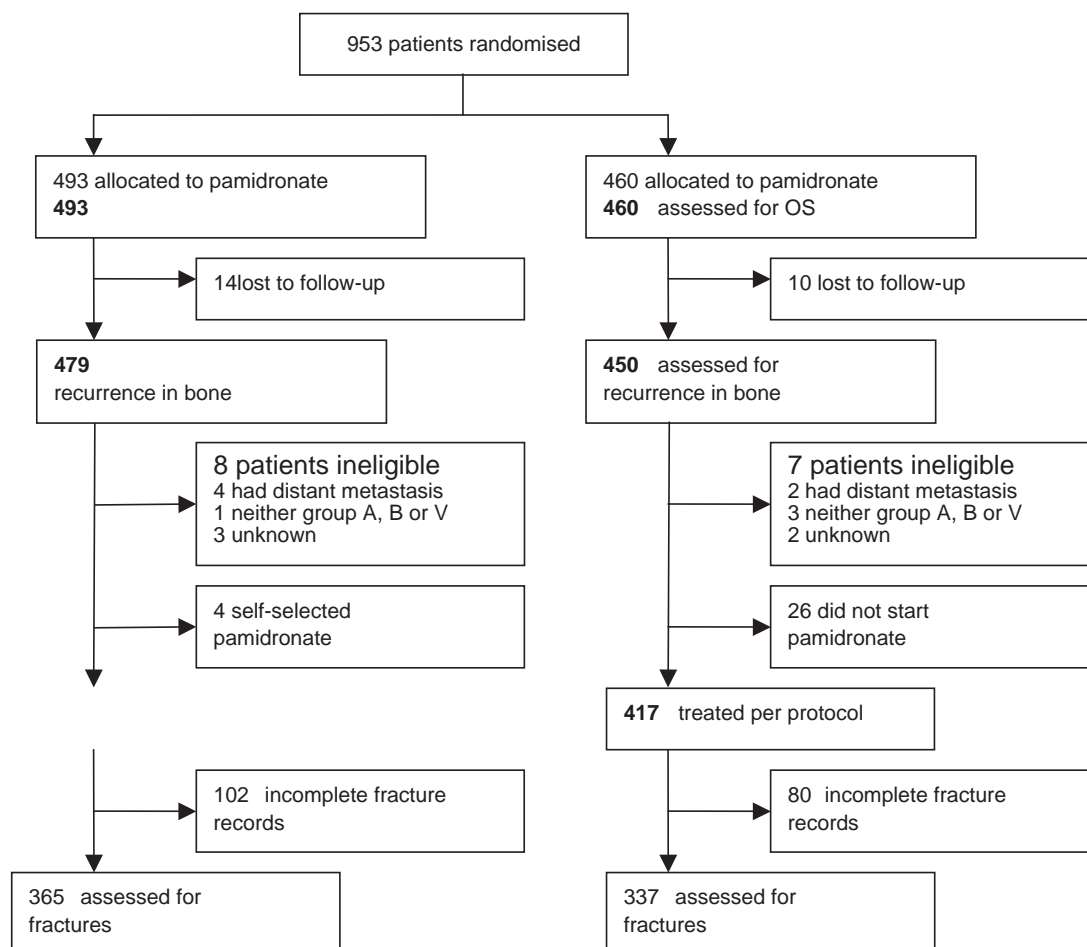 953 patients randomised
493 allocated to pamidronate
493
460 allocated to pamidronate
460 assessed for OS
14lost to follow-up
10 lost to follow-up
479
recurrence in bone
450 assessed for
recurrence in bone
8 patients ineligible
4 had distant metastasis
1 neither group A, B or V
3 unknown
7 patients ineligible
2 had distant metastasis
3 neither group A, B or V
2 unknown
4 self-selected
pamidronate
26 did not start
pamidronate
417 treated per protocol
102 incomplete fracture
records
80 incomplete fracture
records
365 assessed for
fractures
337 assessed for
fractures